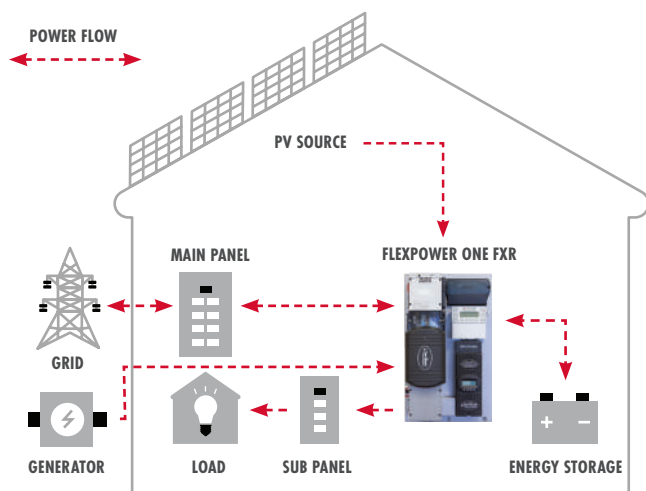 POWER FLOW
PV SOURCE
MAIN PANEL
FLEXPOWER ONE FXR
GRID
GENERATOR
LOAD
SUB PANEL
ENERGY STORAGE